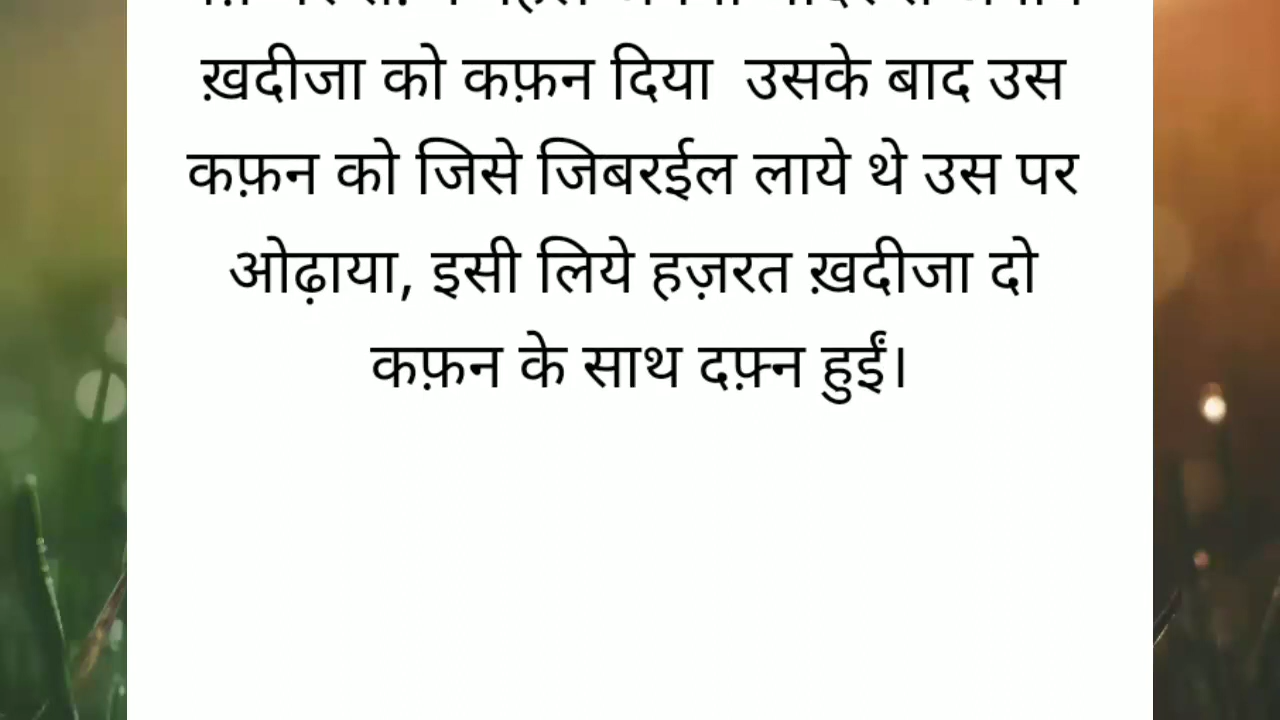 ख़दीजा को कफ़न दिया  उसके बाद उस
कफ़न को जिसे जिबरईल लाये थे उस पर
ओढ़ाया, इसी लिये हज़रत ख़दीजा दो
कफ़न के साथ दफ़्न हुईं।